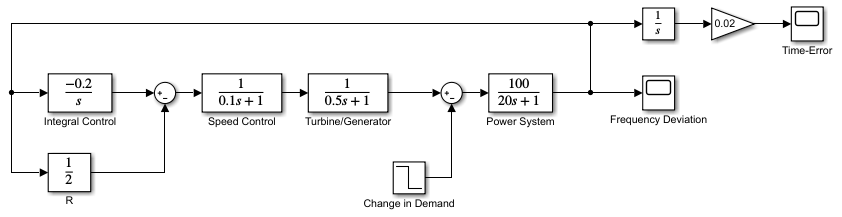 1
s
0.02
Time-Error
-0.2
s
Integral Control
+
-
1
0.1s + 1
Speed Control
1
0.5s + 1
Turbine/Generator
+
-
100
20s + 1
Power System
Frequency Deviation
1
2
R
Change in Demand